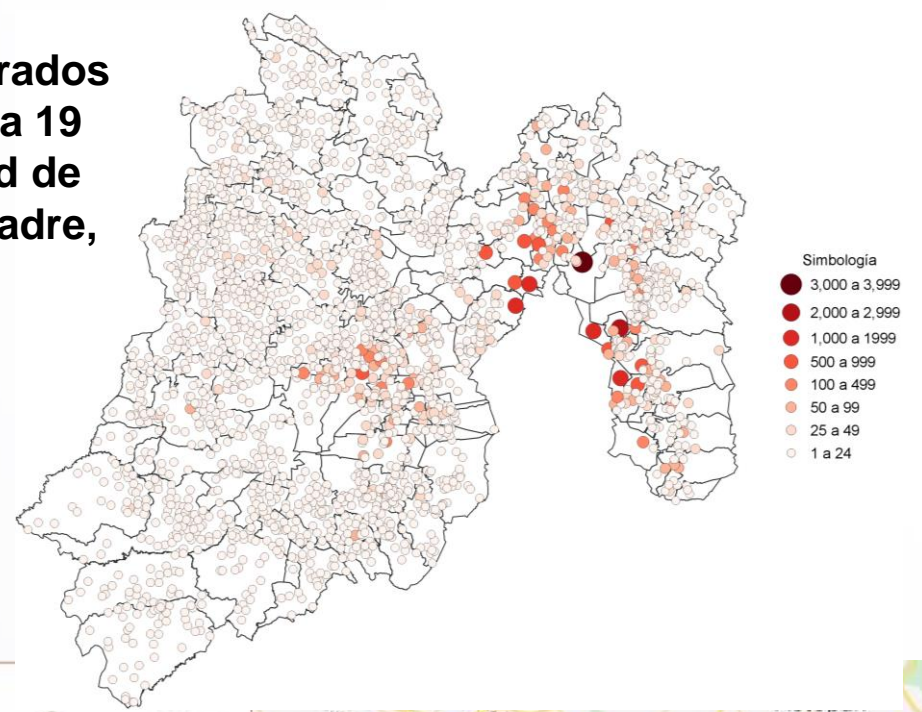 rados
a 19
d de
adre,
Simbología
3,000 a 3,999
2,000 a 2,999
1,000 a 1999
500 a 999
100 a 499
50 a 99
25 a 49
1 a 24